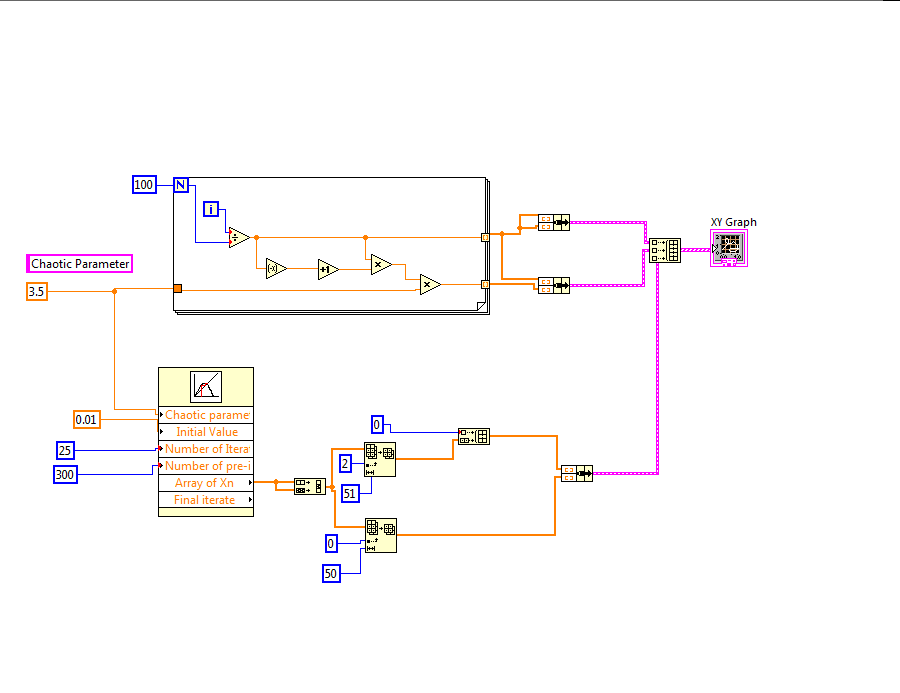 100
N
i
XY Graph
Chaotic Parameter
3.5
+1
x
x
Chaotic parame
0.01
Initial Value
0
25
Number of Itera
2
300
Number of pre-i
Array of Xn
51
Final iterate
0
50